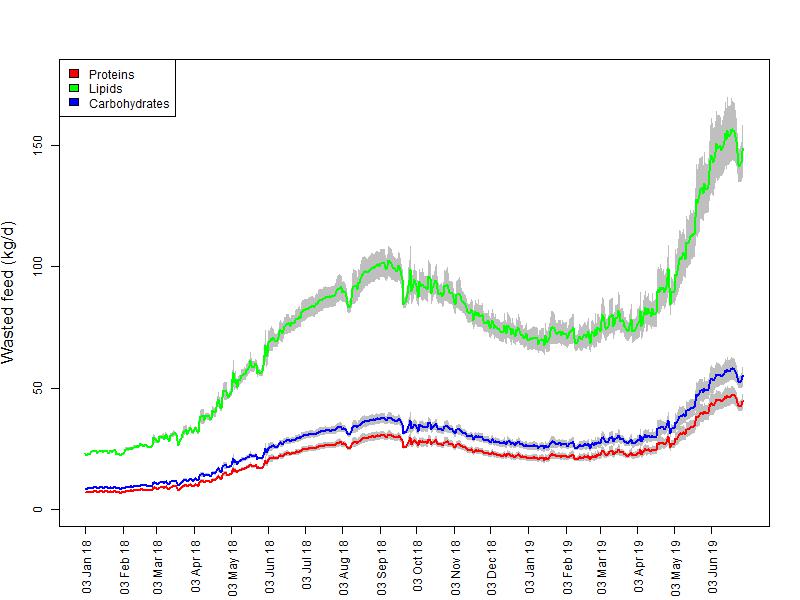 Proteins
Lipids
Carbohydrates
Wasted feed (kg/d)
150
100
50
0
03 Jan 18
03 Feb 18
03 Mar 18
03 Apr 18
03 May 18
03 Jun 18
03 Jul 18
03 Aug 18
03 Sep 18
03 Oct 18
03 Nov 18
03 Dec 18
03 Jan 19
03 Feb 19
03 Mar 19
03 Apr 19
03 May 19
03 Jun 19